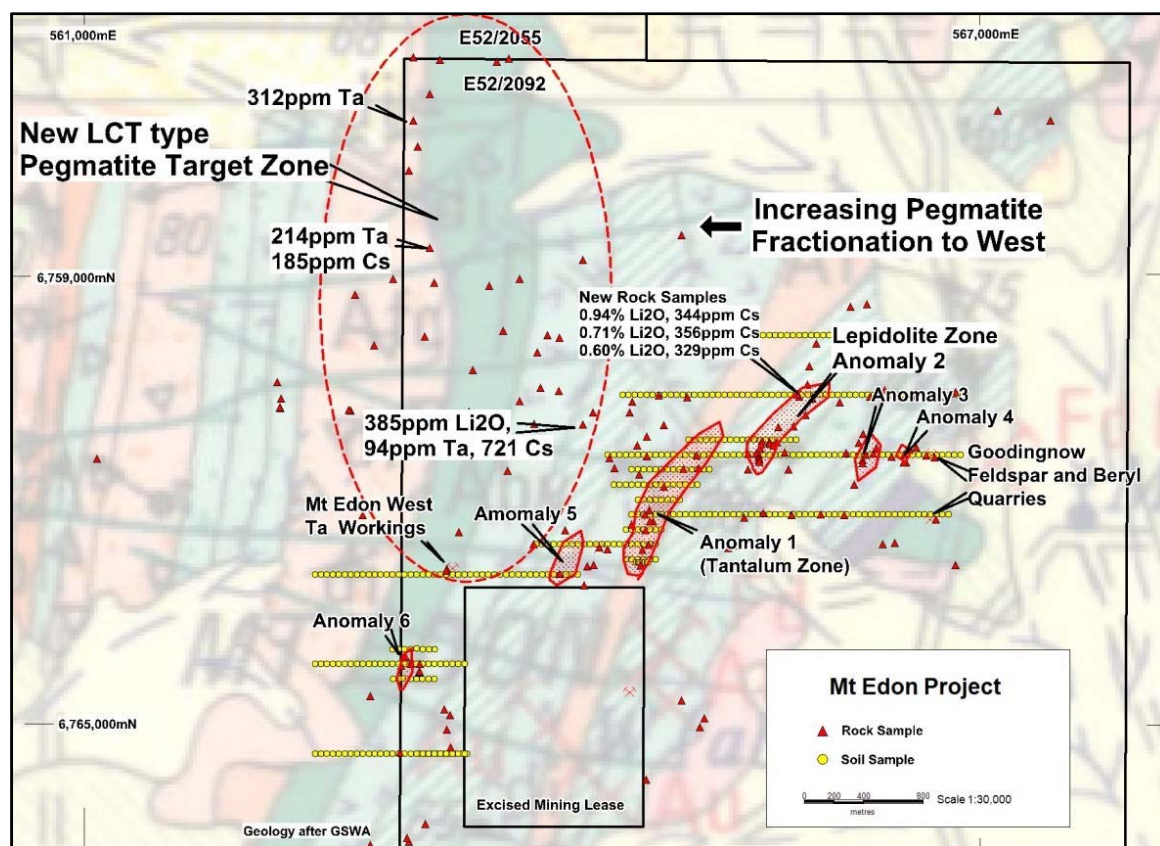 561,000mE
E52/2055
567,000mE
E52/2092
312ppm Ta
New LCT type
Pegmatite Target Zone
214ppm Ta
185ppm Cs
Increasing Pegmatite
Fractionation to West
6,759,000mN
New Rock Samples
0.94% Li2O, 344ppm Cs
0.71% Li2O, 356ppm Cs
0.60% Li2O, 329ppm Cs
Lepidolite Zone
Anomaly 2
Anomaly 3
Anomaly 4
385ppm Li2O,
94ppm Ta, 721 Cs
Goodingnow
Feldspar and Beryl
Quarries
Mt Edon West
Ta Workings
Amomaly 5
Anomaly 1
(Tantalum Zone)
Anomaly 6
6,765,000mN
Excised Mining Lease
Geology after GSWA
Mt Edon Project
Rock Sample
Soil Sample
0 200 400 800
metres
Scale 1:30,000